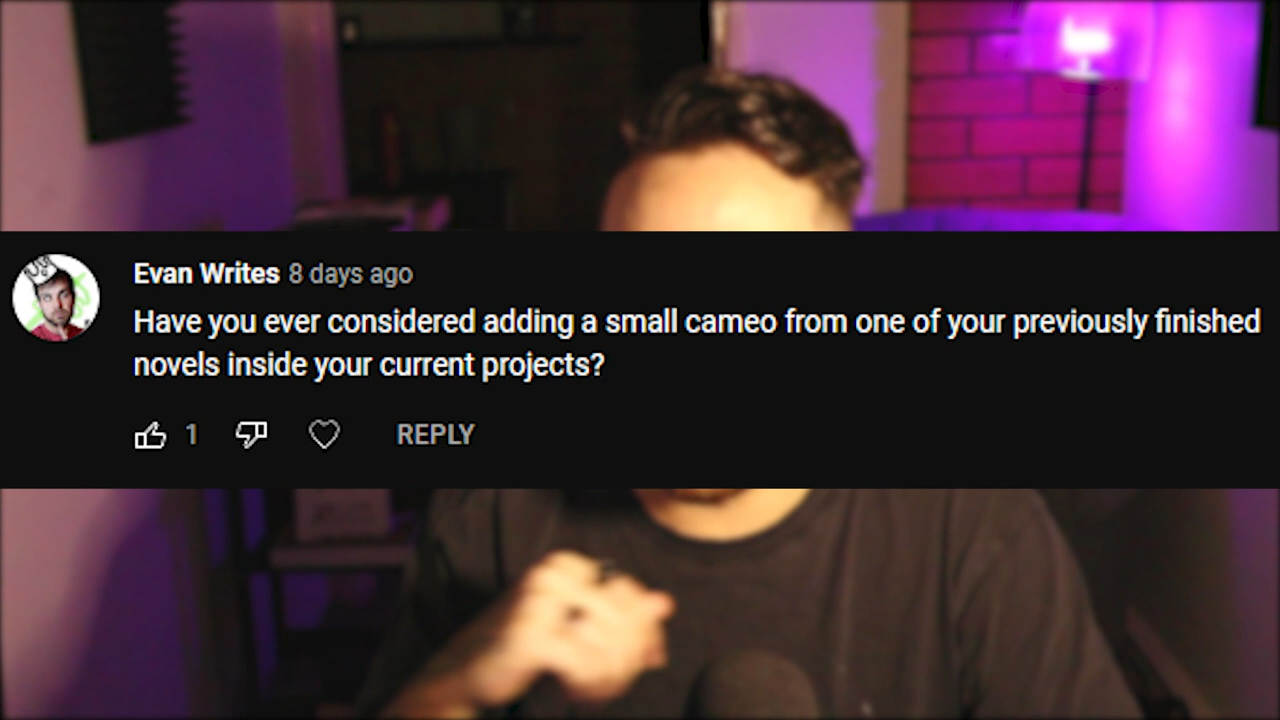 Evan Writes 8 days ago
Have you ever considered adding a small cameo from one of your previously finished
novels inside your current projects?
1 REPLY